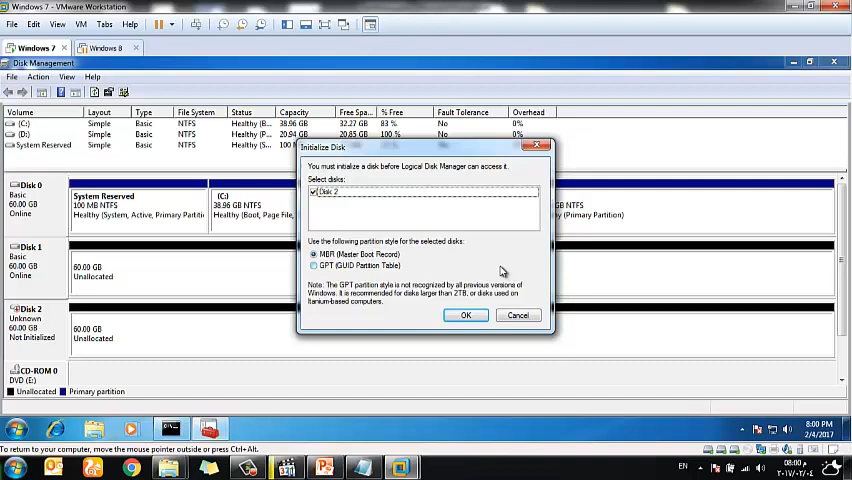 Windows 7 - VMware Workstation
File Edit View VM Tabs Help
Windows 7 Windows 8
Disk Management
File Action View Help
Volume Layout Type File System Status Capacity Free Spa... % Free Fault Tolerance Overhead
(C:) Simple Basic NTFS Healthy (B... 38.96 GB 32.27 GB 83 % No 0%
(D:) Simple Basic NTFS Healthy (P... 20.94 GB 20.85 GB 100 % No 0%
System Reserved Simple Basic NTFS Healthy (S... 100 M 0%
Initialize Disk
You must initialize a disk before Logical Disk Manager can access it.
Select disks:
Disk 2
Use the following partition style for the selected disks:
MBR (Master Boot Record)
GPT (GUID Partition Table)
Note: The GPT partition style is not recognized by all previous versions of
Windows. It is recommended for disks larger than 2TB, or disks used on
Itanium-based computers.
OK Cancel
Disk 0
Basic
60.00 GB
Online
System Reserved
100 MB NTFS
Healthy (System, Active, Primary Partiti
(C:)
38.96 GB NTFS
Healthy (Boot, Page File,
(Primary Partition)
Disk 1
Basic
60.00 GB
Online
60.00 GB
Unallocated
Disk 2
Unknown
60.00 GB
Not Initialized
60.00 GB
Unallocated
CD-ROM 0
DVD (E:)
Unallocated Primary partition
8:00 PM
2/4/2017
To return to your computer, move the mouse pointer outside or press Ctrl+Alt.
EN
08:00 م
٢٠١٧/٠٢/٠٤